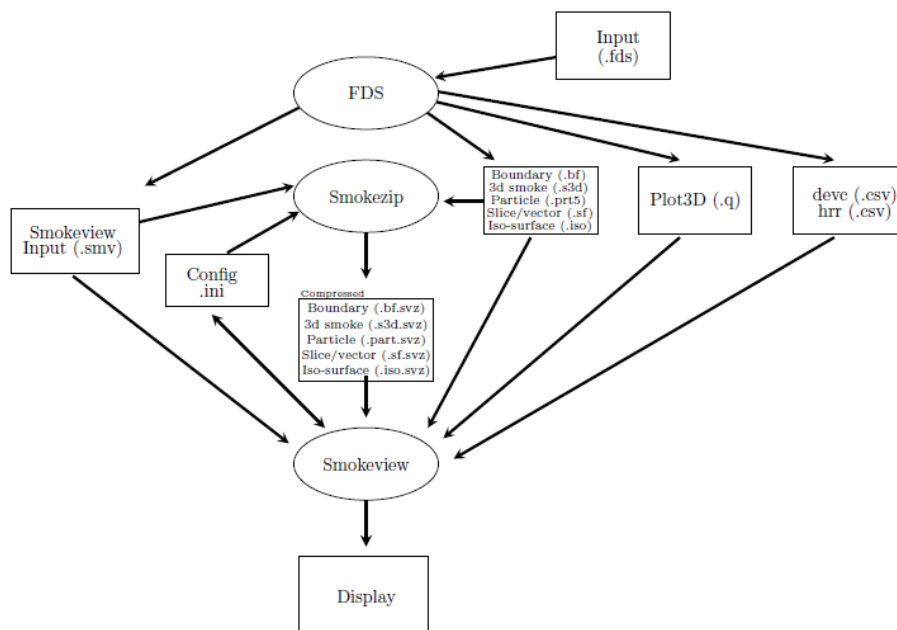 Input
(.fds)
FDS
Boundary (.bf)
3d smoke (.s3d)
Particle (.prt5)
Slice/vector (.sf)
Iso-surface (.iso)
Plot3D (.q)
devc (.csv)
hrr (.csv)
Smokezip
Smokeview
Input (.smv)
Config
.ini
Compressed
Boundary (.bf.svz)
3d smoke (.s3d.svz)
Particle (.part.svz)
Slice/vector (.sf.svz)
Iso-surface (.iso.svz)
Smokeview
Display